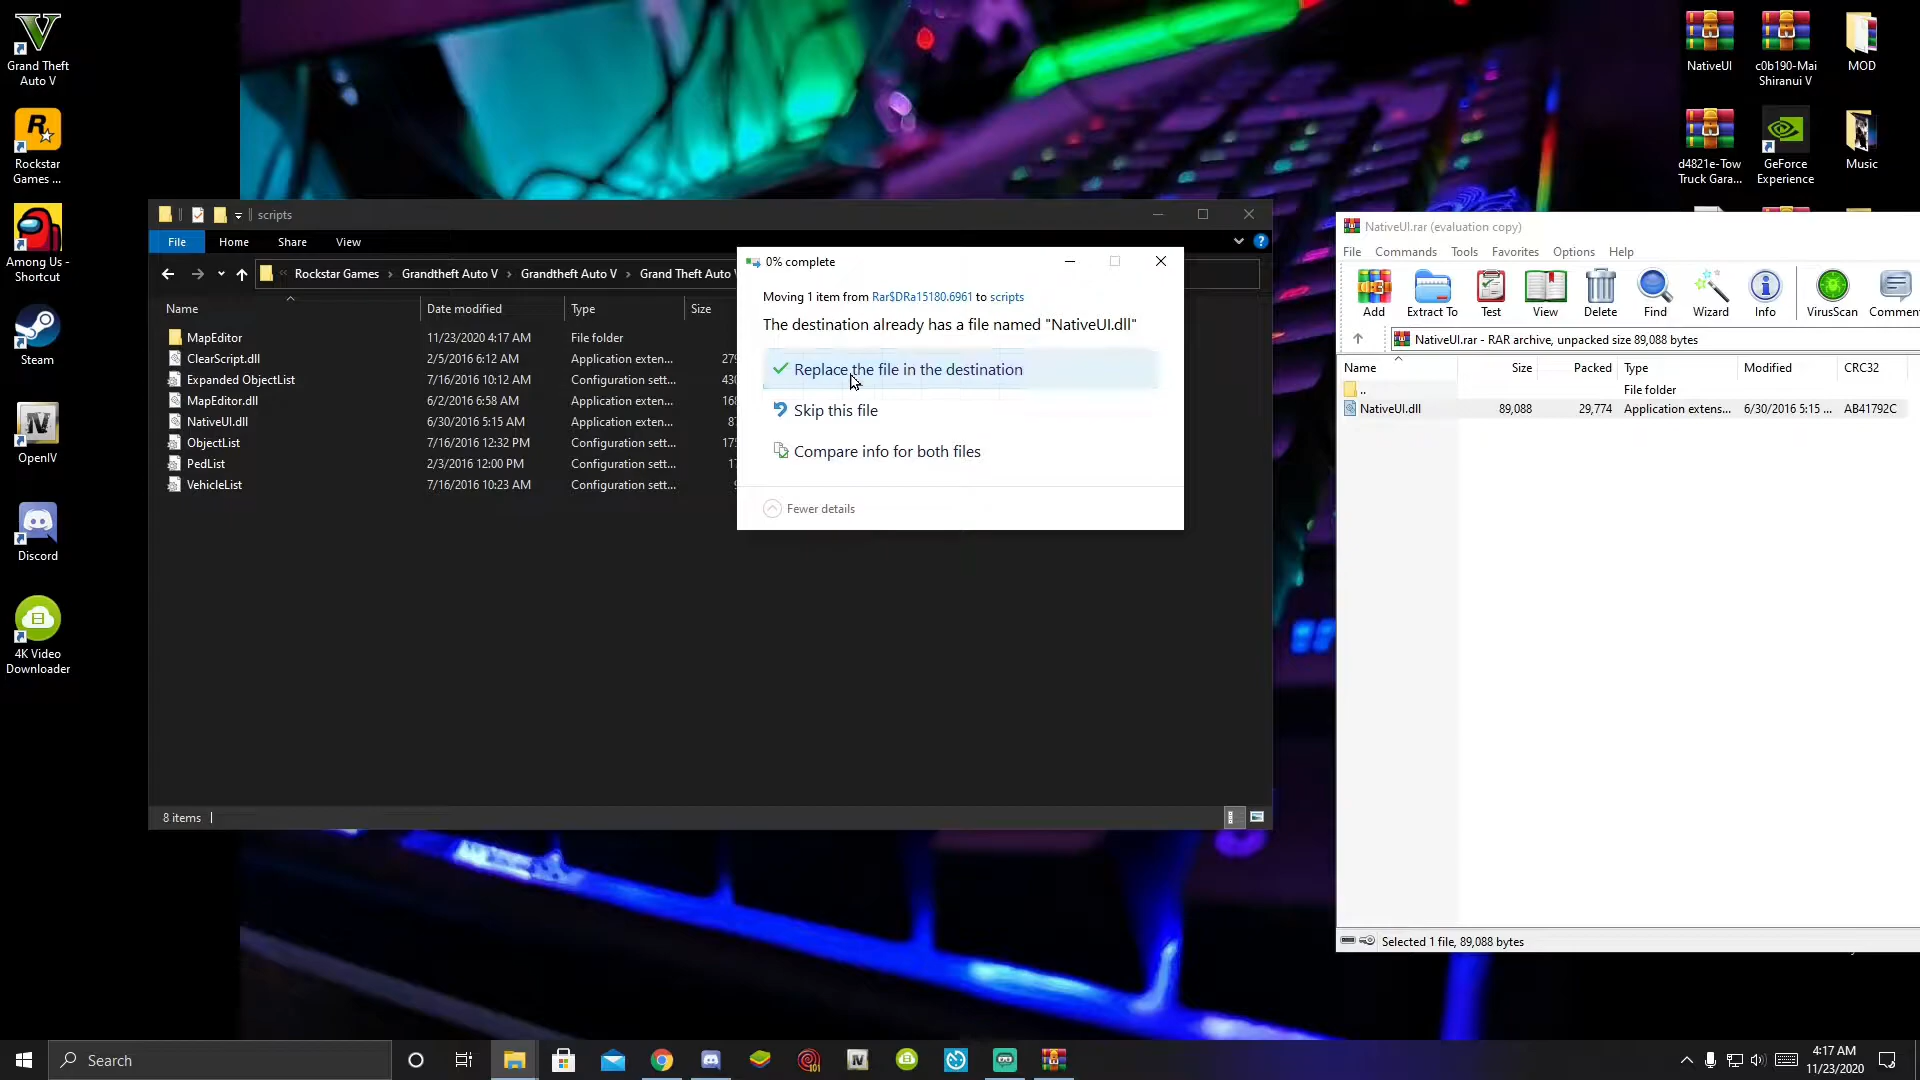 Grand Theft
Auto V
Rockstar
Games ...
Among Us -
Shortcut
Steam
OpenIV
Discord
4K Video
Downloader
NativeUI
c0b190-Mai
Shiranui V
MOD
d4821e-Tow
Truck Gara...
GeForce
Experience
Music
scripts
File Home Share View
Rockstar Games > Grandtheft Auto V > Grandtheft Auto V > Grand Theft Auto V
Name Date modified Type Size
MapEditor 11/23/2020 4:17 AM File folder
ClearScript.dll 2/5/2016 6:12 AM Application exten... 279
Expanded ObjectList 7/16/2016 10:12 AM Configuration sett... 430
MapEditor.dll 6/2/2016 6:58 AM Application exten... 168
NativeUI.dll 6/30/2016 5:15 AM Application exten... 87
ObjectList 7/16/2016 12:32 PM Configuration sett... 175
PedList 2/3/2016 12:00 PM Configuration sett...
VehicleList 7/16/2016 10:23 AM Configuration sett...
8 items
0% complete
Moving 1 item from Rar$DRa15180.6961 to scripts
The destination already has a file named "NativeUI.dll"
Replace the file in the destination
Skip this file
Compare info for both files
Fewer details
NativeUI.rar (evaluation copy)
File Commands Tools Favorites Options Help
Add Extract To Test View Delete Find Wizard Info VirusScan Comment
NativeUI.rar - RAR archive, unpacked size 89,088 bytes
Name Size Packed Type Modified CRC32
.. File folder
NativeUI.dll 89,088 29,774 Application extens... 6/30/2016 5:15 ... AB41792C
Selected 1 file, 89,088 bytes
Search
4:17 AM
11/23/2020